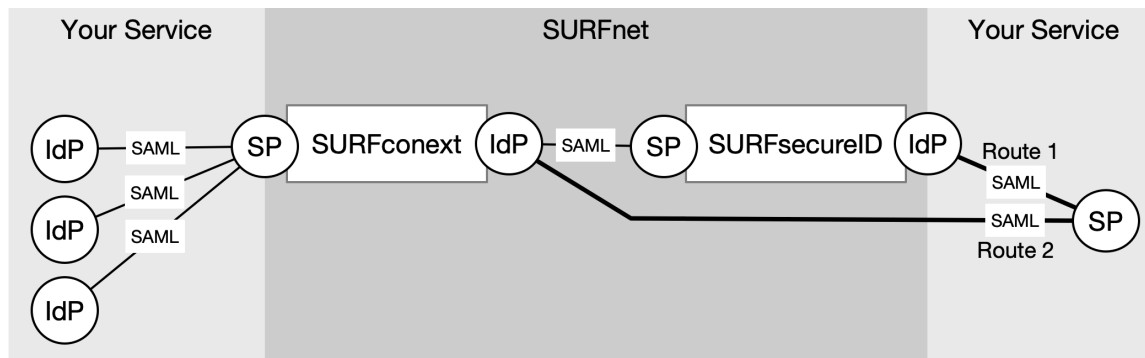 Your Service
SURFnet
Your Service
IdP
SAML
SP
SURFconext
IdP
SAML
SP
SURFsecureID
IdP
Route 1
SAML
IdP
SAML
SAML
SAML
SP
Route 2
IdP